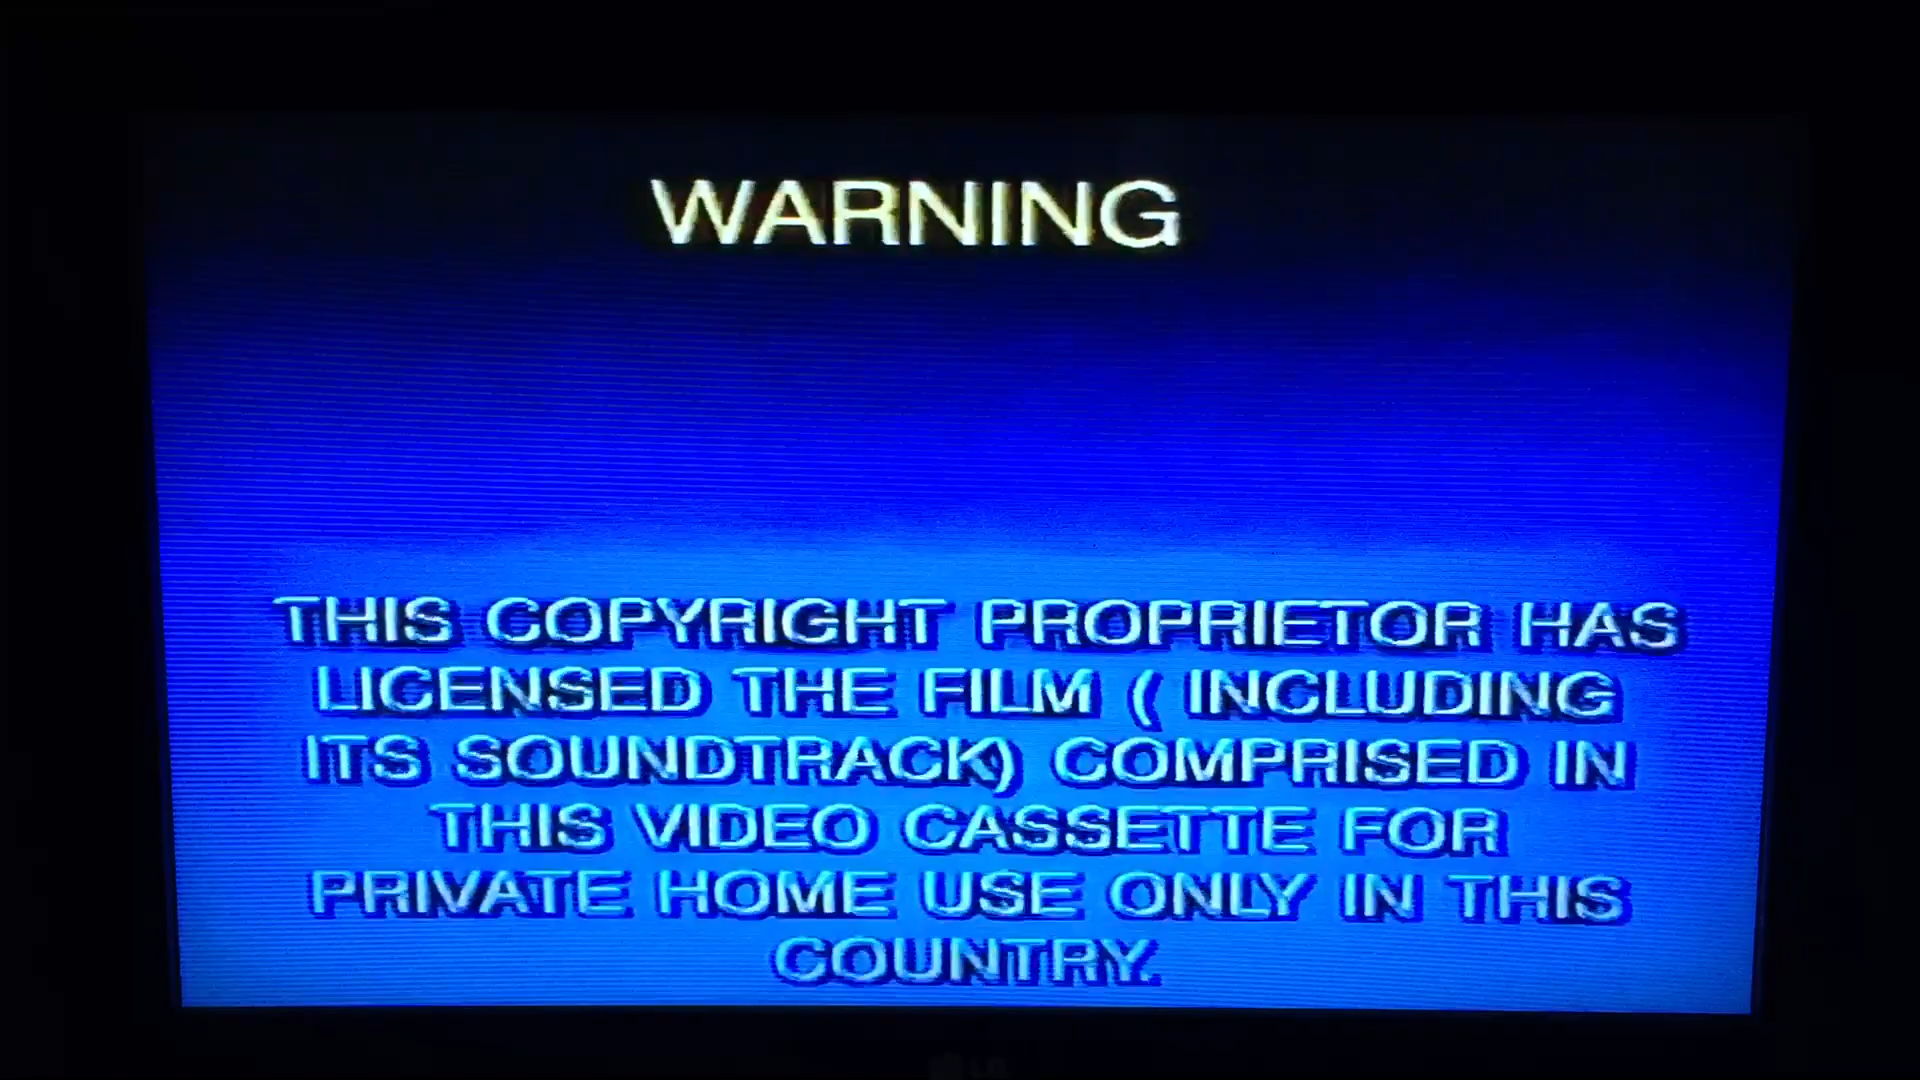 WARNING
THIS COPYRIGHT PROPRIETOR HAS
LICENSED THE FILM ( INCLUDING
ITS SOUNDTRACK) COMPRISED IN
THIS VIDEO CASSETTE FOR
PRIVATE HOME USE ONLY IN THIS
COUNTRY.